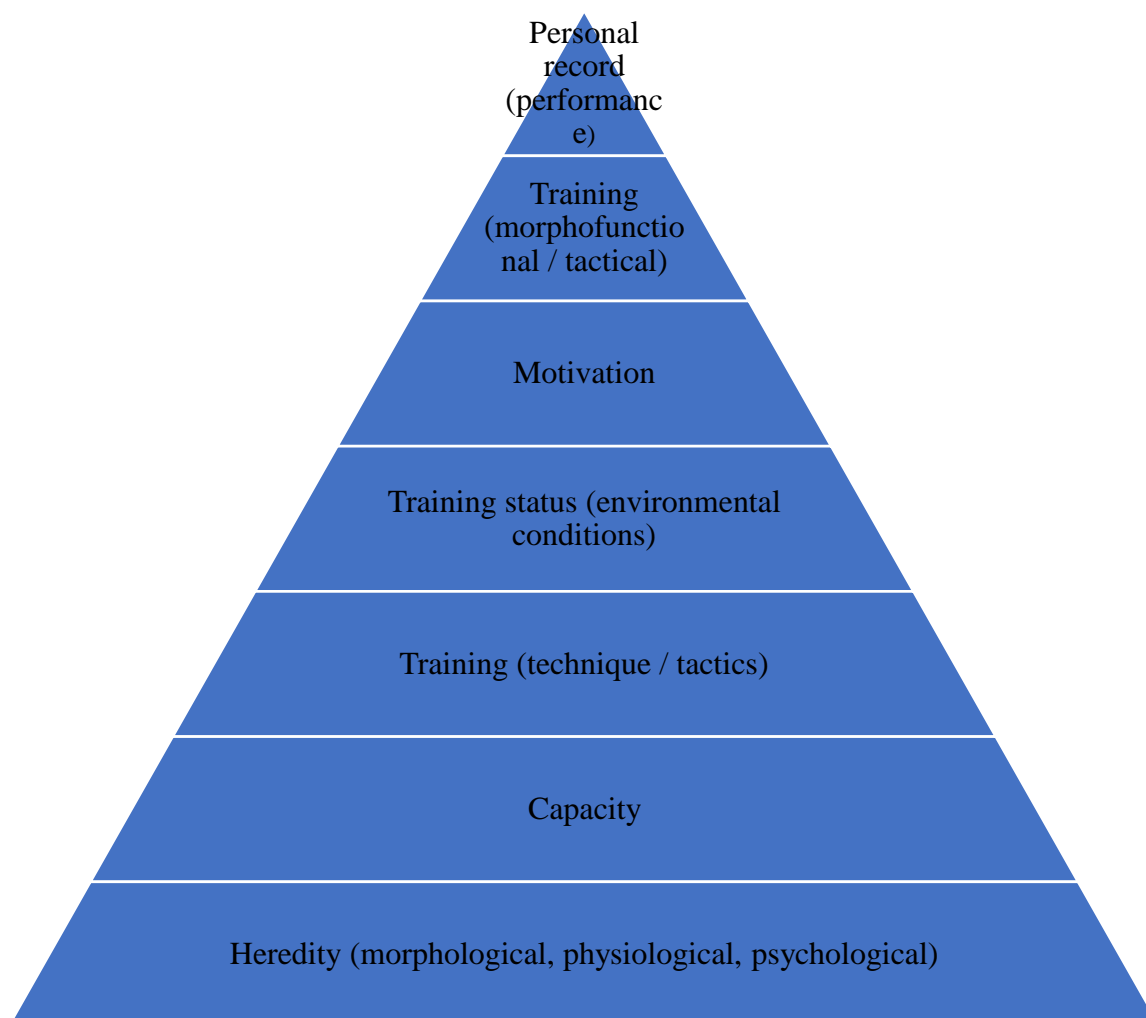 Personal
record
(performanc
e)
Training
(morphofunctio
nal / tactical)
Motivation
Training status (environmental
conditions)
Training (technique / tactics)
Capacity
Heredity (morphological, physiological, psychological)